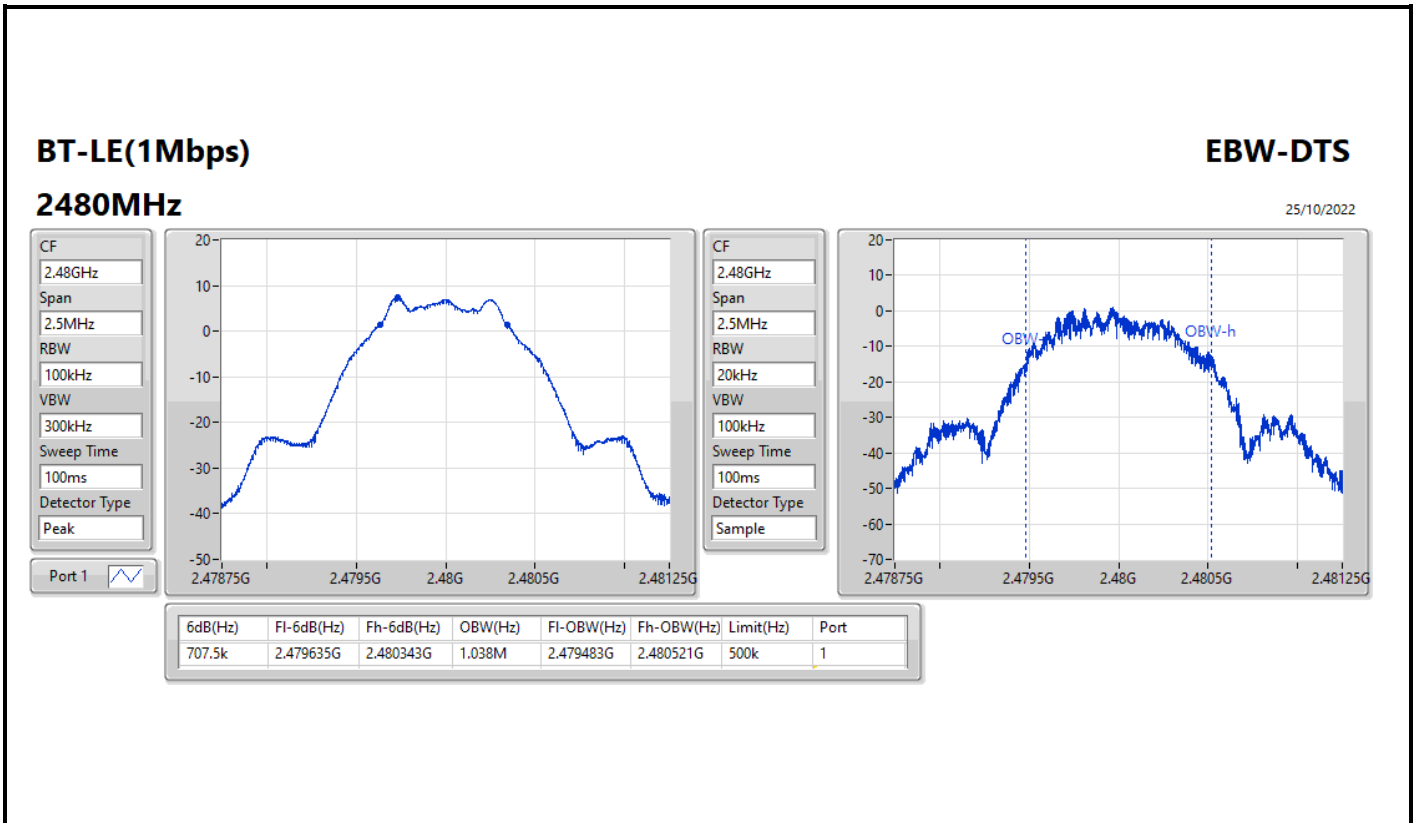 BT-LE(1Mbps)
EBW-DTS
2480MHz
25/10/2022
CF
2.48GHz
Span
2.5MHz
RBW
100kHz
VBW
300kHz
Sweep Time
100ms
Detector Type
Peak
Port 1
20-
10-
0-
-10-
-20-
-30-
-40-
-50-
2.47875G 2.4795G 2.48G 2.4805G 2.48125G
CF
2.48GHz
Span
2.5MHz
RBW
20kHz
VBW
100kHz
Sweep Time
100ms
Detector Type
Sample
20-
10-
0-
-10-
-20-
-30-
-40-
-50-
-60-
-70-
OBW-
OBW-h
2.47875G 2.4795G 2.48G 2.4805G 2.48125G
6dB(Hz) Fl-6dB(Hz) Fh-6dB(Hz) OBW(Hz) Fl-OBW(Hz) Fh-OBW(Hz) Limit(Hz) Port
707.5k 2.479635G 2.480343G 1.038M 2.479483G 2.480521G 500k 1